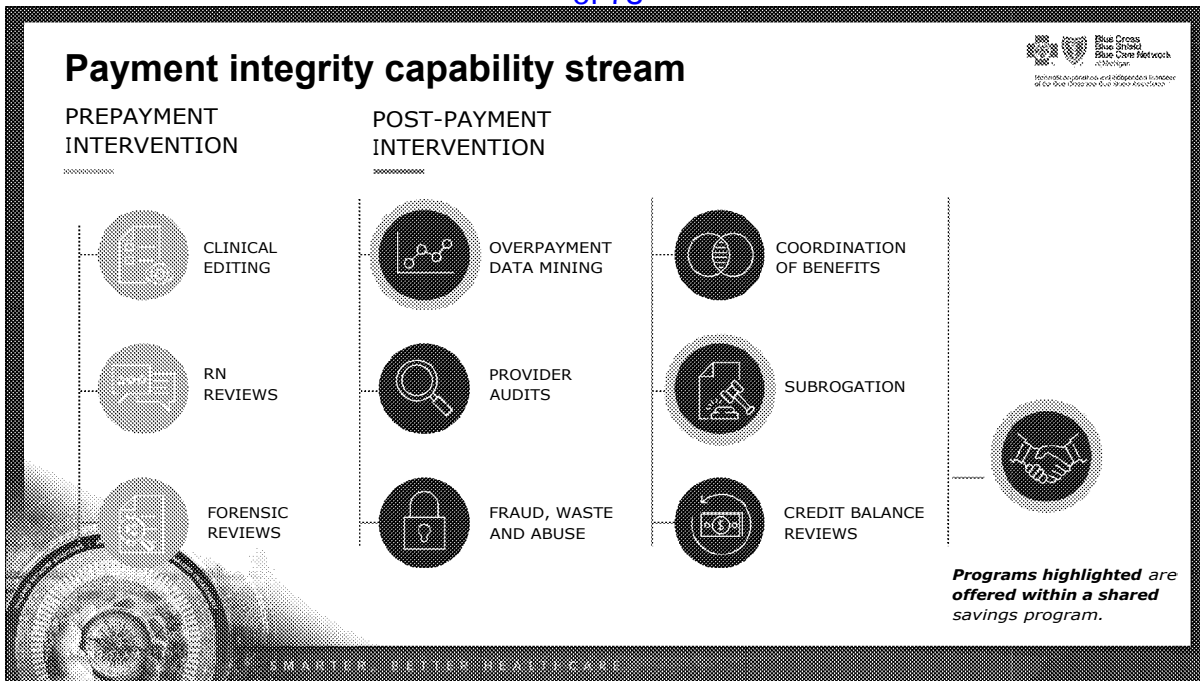 Payment integrity capability stream
Blue Cross
Blue Shield
Blue Care Network
of Michigan
PREPAYMENT
INTERVENTION
POST-PAYMENT
INTERVENTION
CLINICAL
EDITING
OVERPAYMENT
DATA MINING
COORDINATION
OF BENEFITS
RN
REVIEWS
PROVIDER
AUDITS
SUBROGATION
FORENSIC
REVIEWS
FRAUD, WASTE
AND ABUSE
CREDIT BALANCE
REVIEWS
Programs highlighted are
offered within a shared
savings program.
SMARTER, BETTER HEALTHCARE